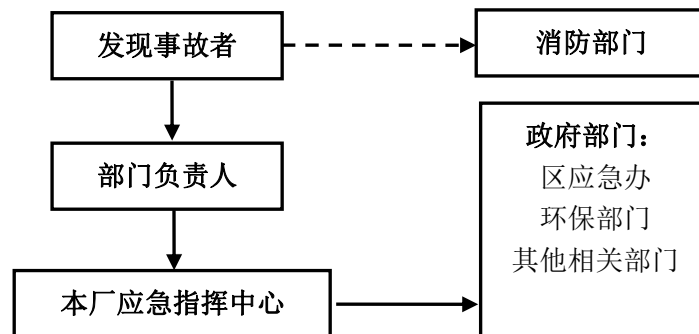 发现事故者
消防部门
部门负责人
本厂应急指挥中心
政府部门：
区应急办
环保部门
其他相关部门